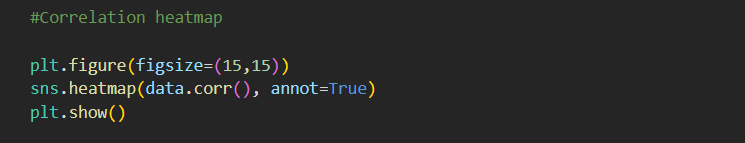 #Correlation heatmap
plt.figure(figsize=(15,15))
sns.heatmap(data.corr(), annot=True)
plt.show()